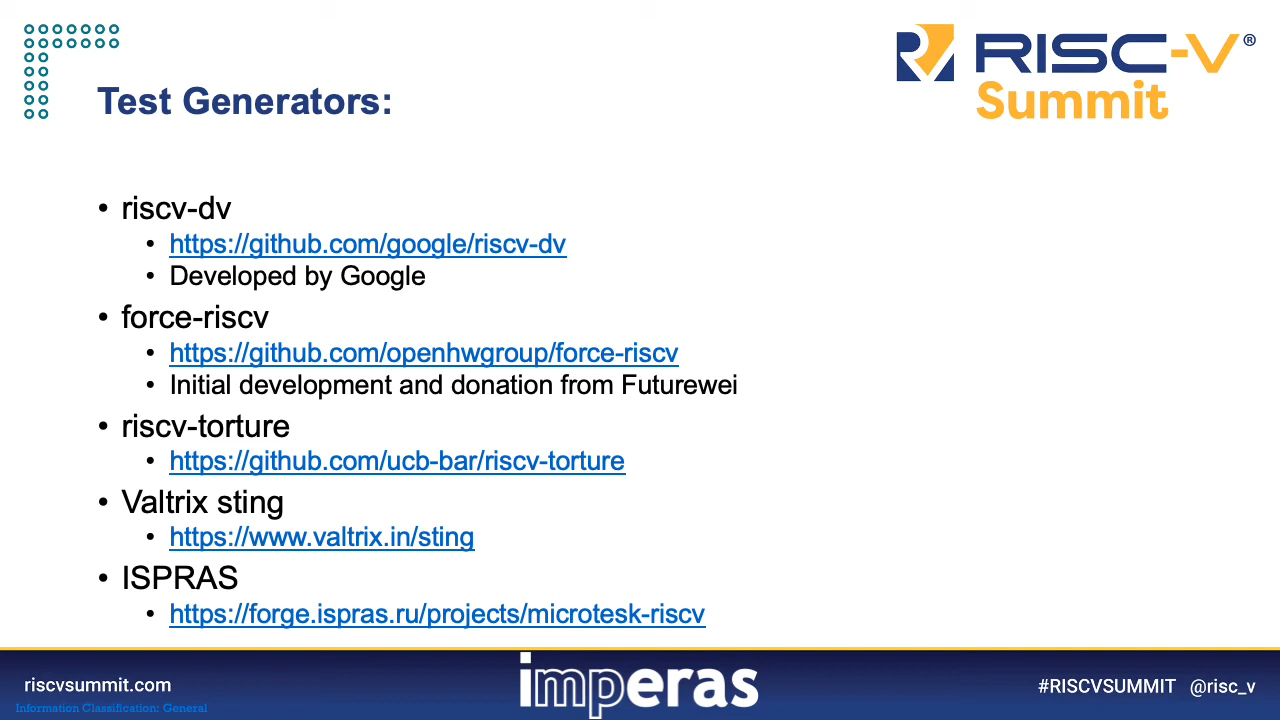 RISC-V®
Summit
Test Generators:
• riscv-dv
• https://github.com/google/riscv-dv
• Developed by Google
• force-riscv
• https://github.com/openhwgroup/force-riscv
• Initial development and donation from Futurewei
• riscv-torture
• https://github.com/ucb-bar/riscv-torture
• Valtrix sting
• https://www.valtrix.in/sting
• ISPRAS
• https://forge.ispras.ru/projects/microtesk-riscv
riscvsummit.com
imperas
#RISCVSUMMIT @risc_v
Information Classification: General